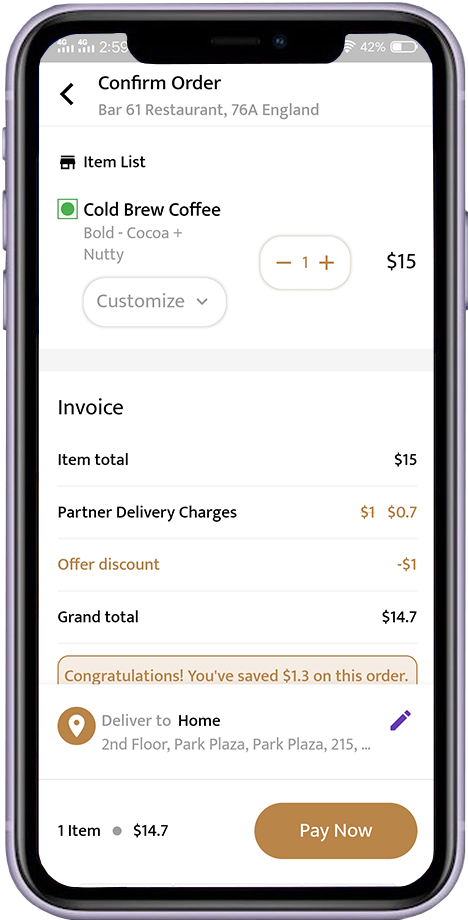 4G 4G 2:59 42%
Confirm Order
Bar 61 Restaurant, 76A England
Item List
Cold Brew Coffee
Bold - Cocoa +
Nutty
1
$15
Customize
Invoice
Item total $15
Partner Delivery Charges $1 $0.7
Offer discount -$1
Grand total $14.7
Congratulations! You've saved $1.3 on this order.
Deliver to Home
2nd Floor, Park Plaza, Park Plaza, 215, ...
1 Item $14.7
Pay Now